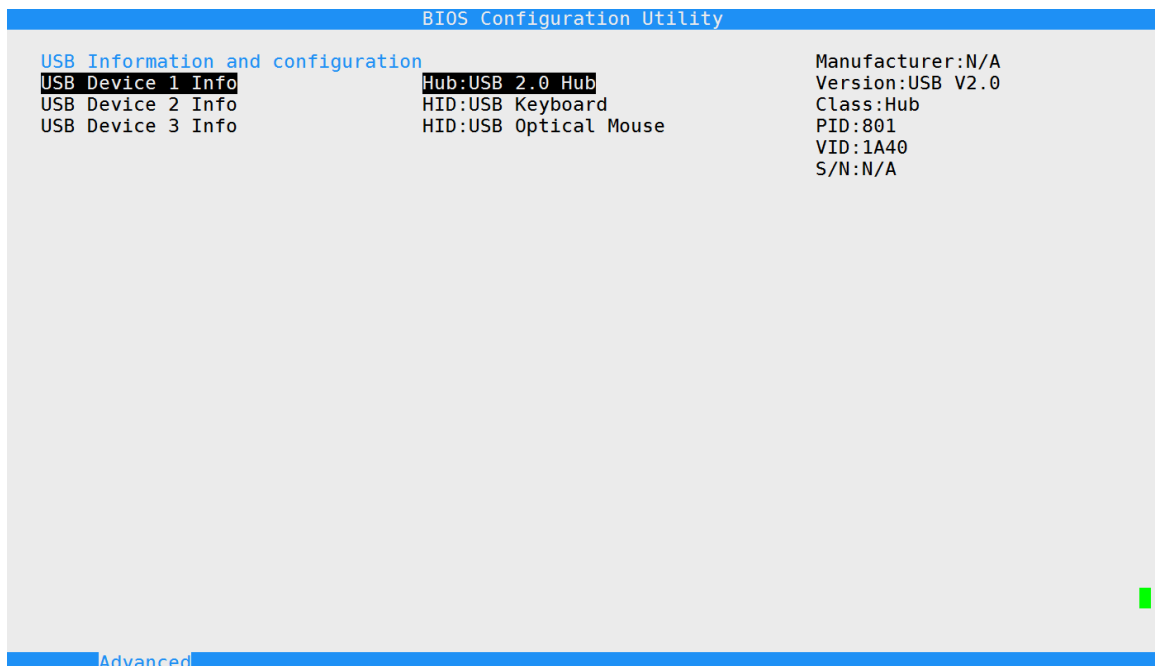 BIOS Configuration Utility
USB Information and configuration
USB Device 1 Info Hub:USB 2.0 Hub
USB Device 2 Info HID:USB Keyboard
USB Device 3 Info HID:USB Optical Mouse
Manufacturer:N/A
Version:USB V2.0
Class:Hub
PID:801
VID:1A40
S/N:N/A
Advanced